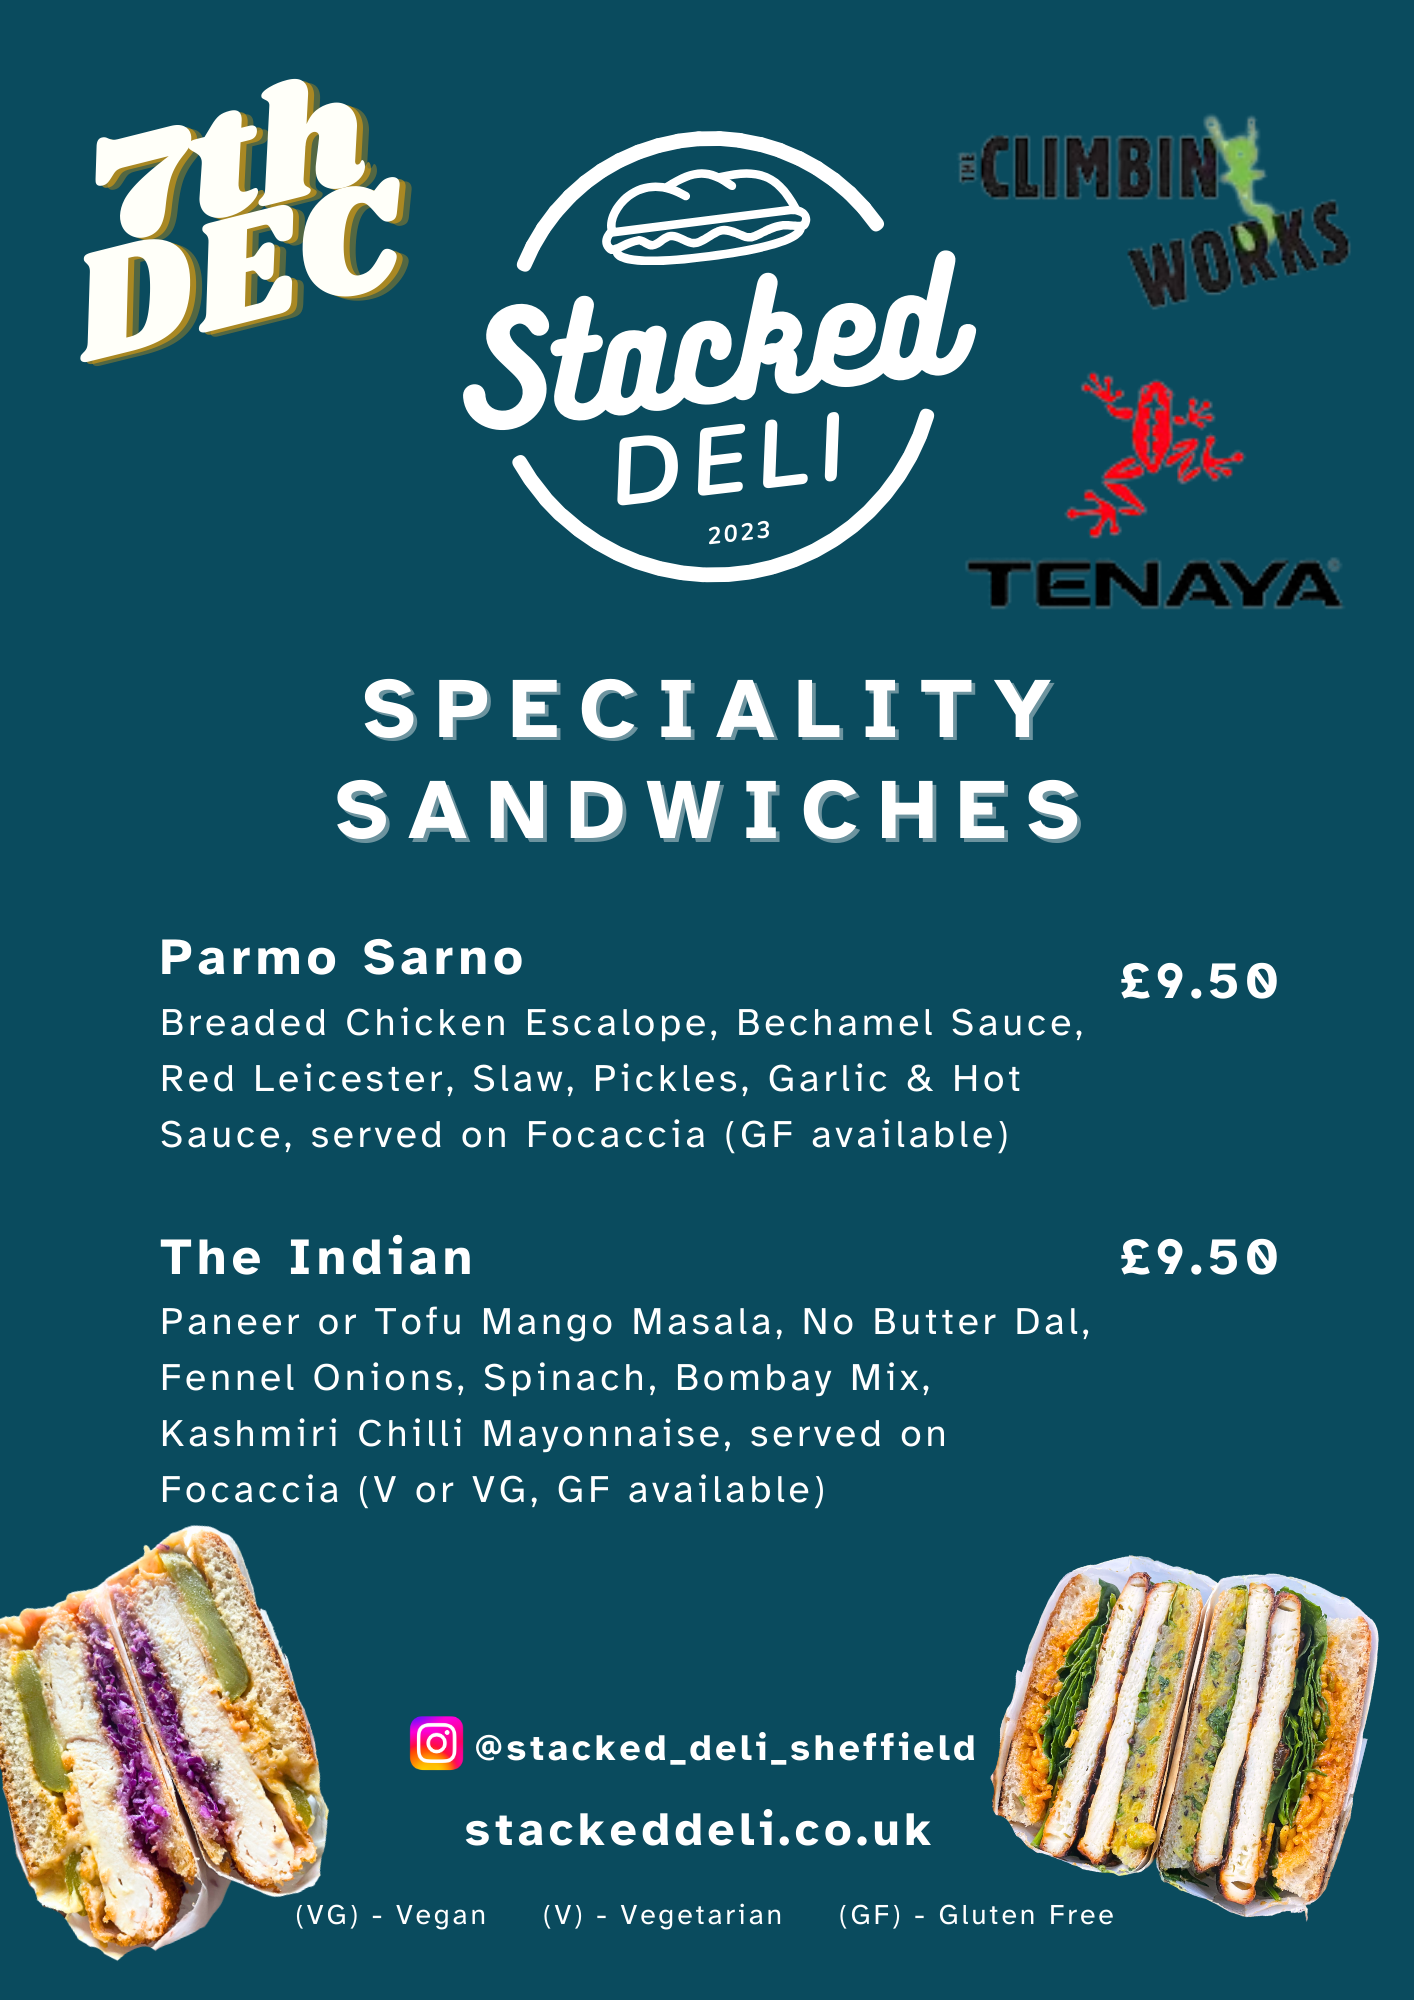 7th
DEC
Stacked
DELI
2023
THE CLIMBIN
WORKS
TENAYA®
SPECIALITY
SANDWICHES
Parmo Sarno
£9.50
Breaded Chicken Escalope, Bechamel Sauce,
Red Leicester, Slaw, Pickles, Garlic & Hot
Sauce, served on Focaccia (GF available)
The Indian
£9.50
Paneer or Tofu Mango Masala, No Butter Dal,
Fennel Onions, Spinach, Bombay Mix,
Kashmiri Chilli Mayonnaise, served on
Focaccia (V or VG, GF available)
@stacked_deli_sheffield
stackeddeli.co.uk
(VG) - Vegan (V) - Vegetarian (GF) - Gluten Free